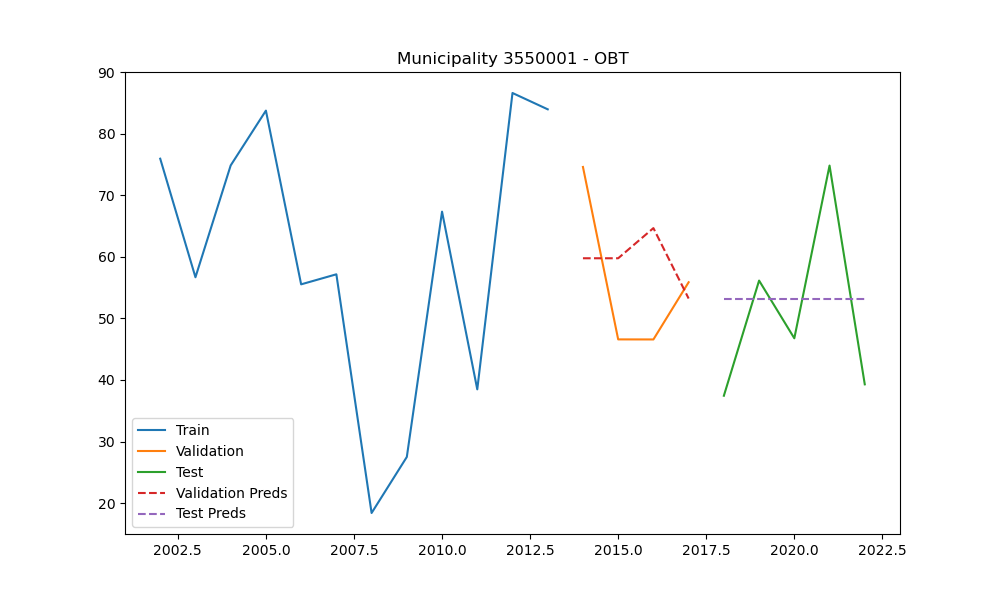 Municipality 3550001 - OBT
90
80
70
60
50
40
30
20
Train
Validation
Test
Validation Preds
Test Preds
2002.5 2005.0 2007.5 2010.0 2012.5 2015.0 2017.5 2020.0 2022.5